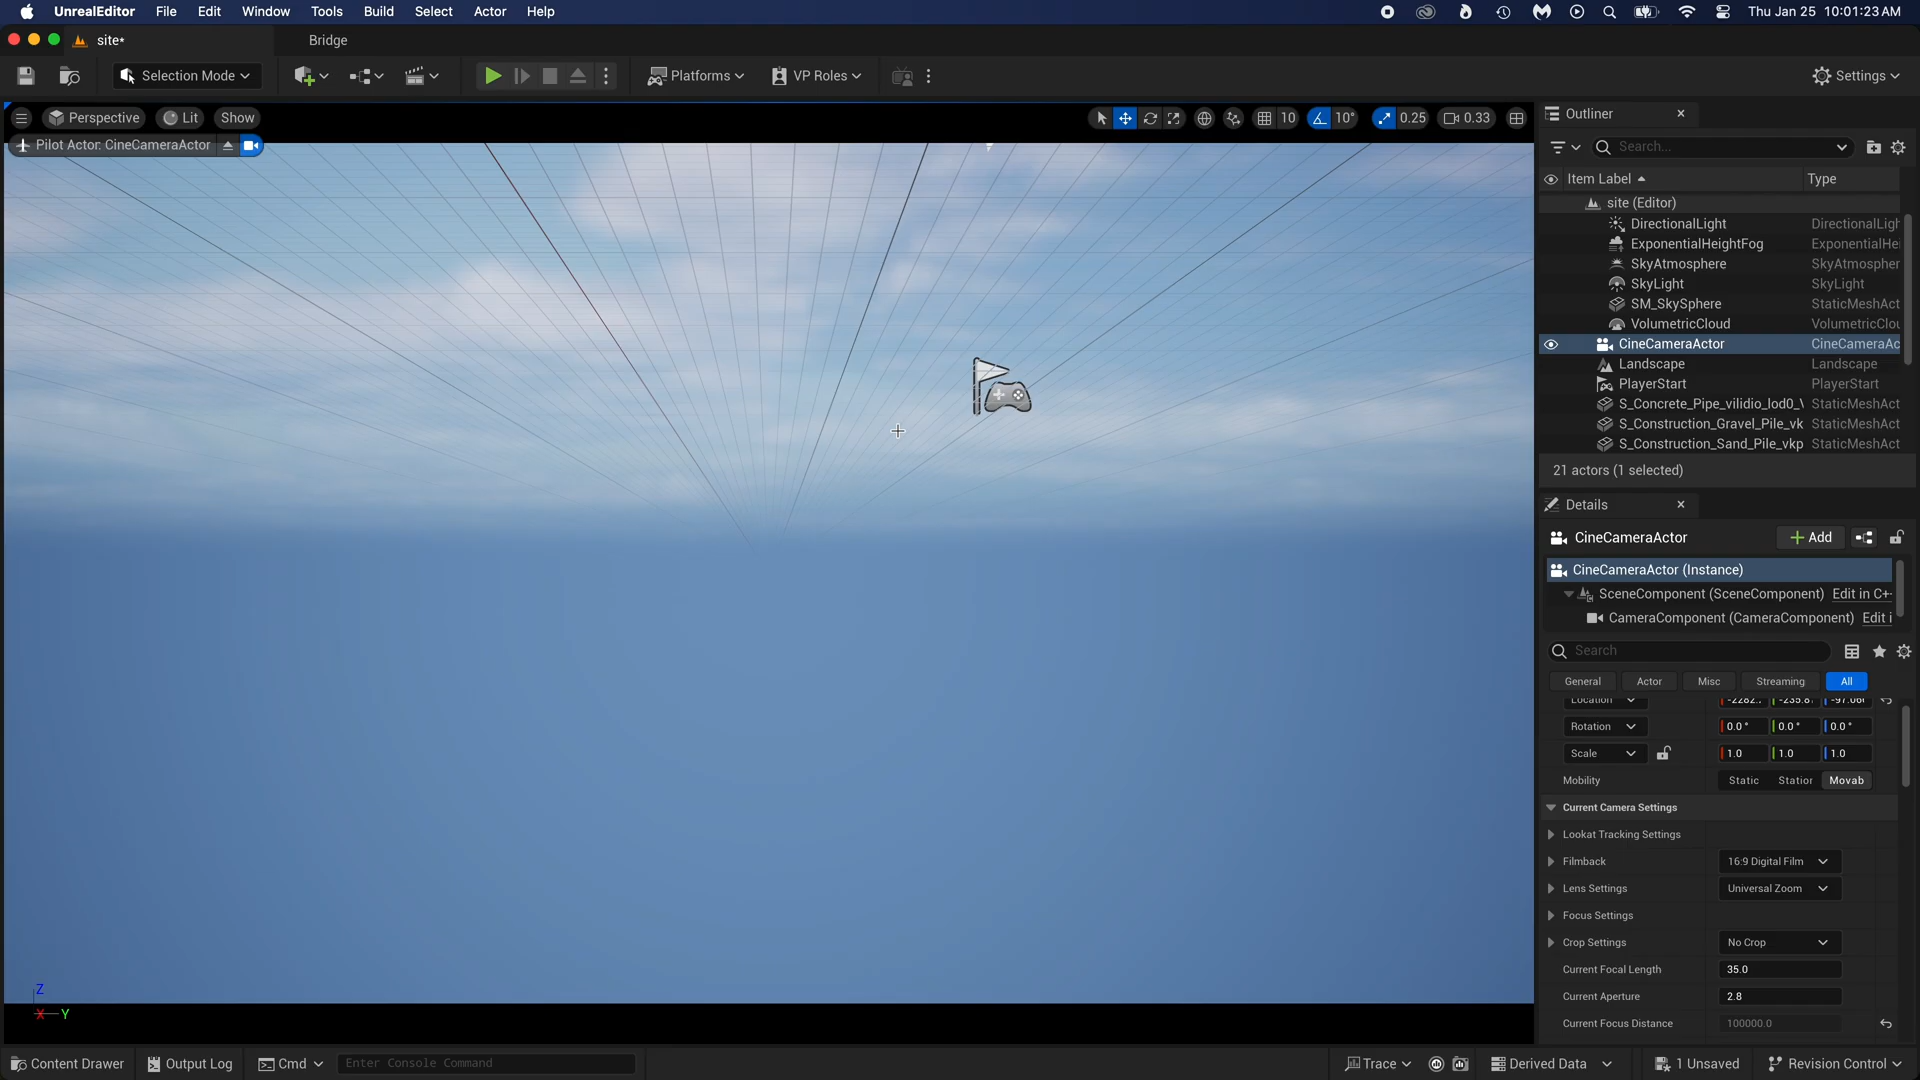 UnrealEditor File Edit Window Tools Build Select Actor Help Thu Jan 25 10:01:23 AM
site* Bridge
Selection Mode Platforms VP Roles Settings
Perspective Lit Show 10 10° 0.25 0.33
Pilot Actor: CineCameraActor
Outliner
Search...
Item Label Type
site (Editor)
DirectionalLight DirectionalLigh
ExponentialHeightFog ExponentialHei
SkyAtmosphere SkyAtmospher
SkyLight SkyLight
SM_SkySphere StaticMeshAct
VolumetricCloud VolumetricClou
CineCameraActor CineCameraAc
Landscape Landscape
PlayerStart PlayerStart
S_Concrete_Pipe_vilidio_lod0_V StaticMeshAct
S_Construction_Gravel_Pile_vk StaticMeshAct
S_Construction_Sand_Pile_vkp StaticMeshAct
21 actors (1 selected)
Details
CineCameraActor Add
CineCameraActor (Instance)
SceneComponent (SceneComponent) Edit in C+
CameraComponent (CameraComponent) Edit i
Search
General Actor Misc Streaming All
Location -2282. -235.8
Rotation 0.0° 0.0° 0.0°
Scale 1.0 1.0 1.0
Mobility Static Station Movab
Current Camera Settings
Lookat Tracking Settings
Filmback 16:9 Digital Film
Lens Settings Universal Zoom
Focus Settings
Crop Settings No Crop
Current Focal Length 35.0
Current Aperture 2.8
Current Focus Distance 100000.0
Z
X Y
Content Drawer Output Log Cmd Enter Console Command Trace Derived Data 1 Unsaved Revision Control